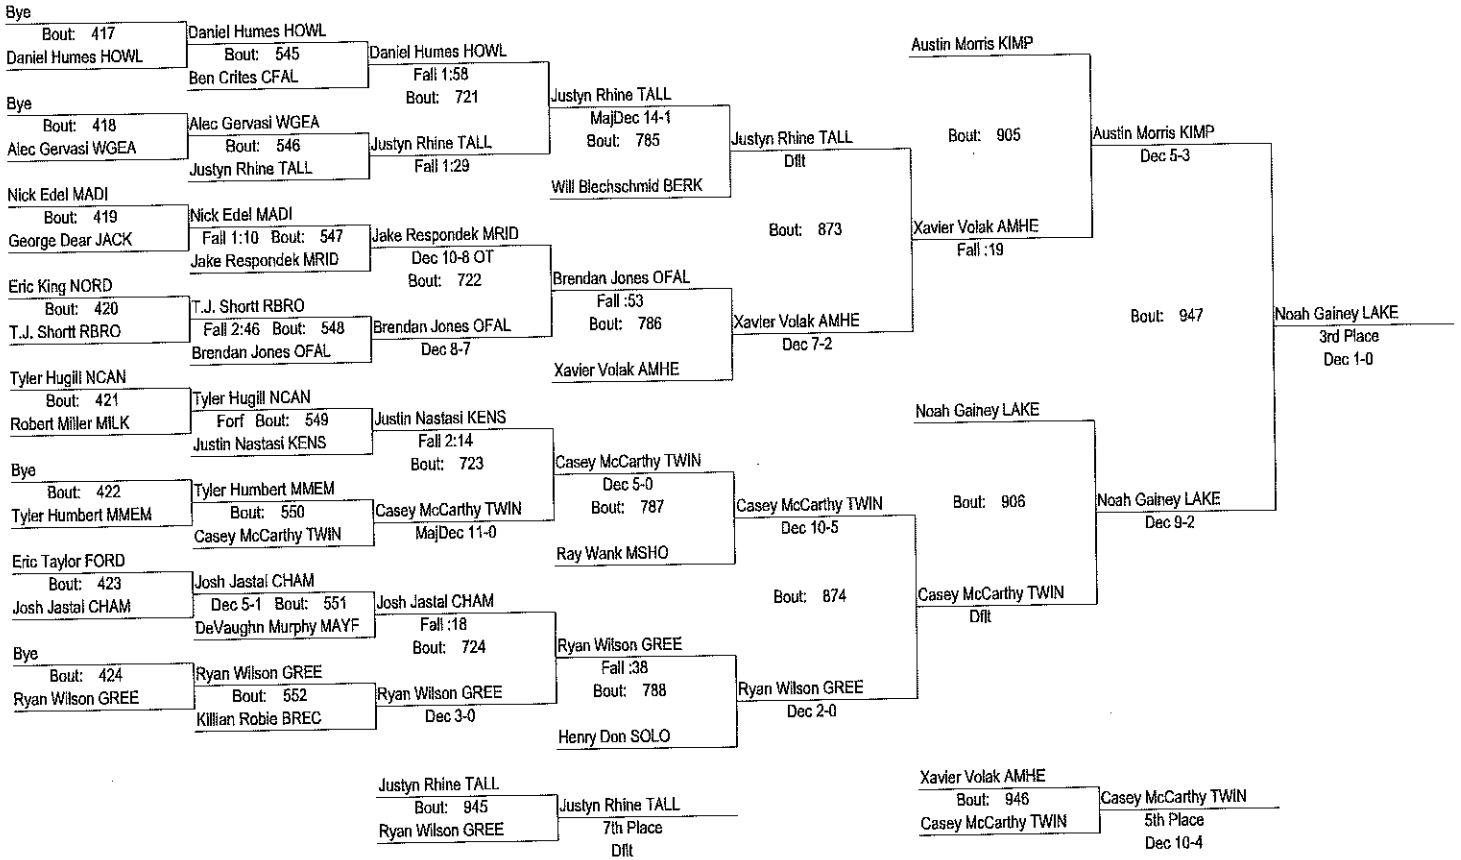 Bye
Bout: 417
Daniel Humes HOWL
Bye
Bout: 418
Alec Gervasi WGEA
Nick Edel MADI
Bout: 419
George Dear JACK
Eric King NORD
Bout: 420
T.J. Shortt RBRO
Tyler Hugill NCAN
Bout: 421
Robert Miller MILK
Bye
Bout: 422
Tyler Humbert MMEM
Eric Taylor FORD
Bout: 423
Josh Jastal CHAM
Bye
Bout: 424
Ryan Wilson GREE
Daniel Humes HOWL
Bout: 545
Ben Crites CFAL
Alec Gervasi WGEA
Bout: 546
Justyn Rhine TALL
Nick Edel MADI
Fall 1:10 Bout: 547
Jake Respondek MRID
T.J. Shortt RBRO
Fall 2:46 Bout: 548
Brendan Jones OFAL
Tyler Hugill NCAN
Forf Bout: 549
Justin Nastasi KENS
Tyler Humbert MMEM
Bout: 550
Casey McCarthy TWIN
Josh Jastal CHAM
Dec 5-1 Bout: 551
DeVaughn Murphy MAYF
Ryan Wilson GREE
Bout: 552
Killian Robie BREC
Daniel Humes HOWL
Fall 1:58
Bout: 721
Justyn Rhine TALL
Fall 1:29
Jake Respondek MRID
Dec 10-8 OT
Bout: 722
Brendan Jones OFAL
Dec 8-7
Justin Nastasi KENS
Fall 2:14
Bout: 723
Casey McCarthy TWIN
MajDec 11-0
Josh Jastal CHAM
Fall :18
Bout: 724
Ryan Wilson GREE
Dec 3-0
Justyn Rhine TALL
MajDec 14-1
Bout: 785
Will Blechschmid BERK
Brendan Jones OFAL
Fall :53
Bout: 786
Xavier Volak AMHE
Casey McCarthy TWIN
Dec 5-0
Bout: 787
Ray Wank MSHO
Ryan Wilson GREE
Fall :38
Bout: 788
Henry Don SOLO
Justyn Rhine TALL
Dflt
Bout: 873
Xavier Volak AMHE
Dec 7-2
Casey McCarthy TWIN
Dec 10-5
Bout: 874
Ryan Wilson GREE
Dec 2-0
Austin Morris KIMP
Bout: 905
Xavier Volak AMHE
Fall :19
Noah Gainey LAKE
Bout: 906
Casey McCarthy TWIN
Dflt
Austin Morris KIMP
Dec 5-3
Bout: 947
Noah Gainey LAKE
Dec 9-2
Noah Gainey LAKE
3rd Place
Dec 1-0
Justyn Rhine TALL
Bout: 945
Ryan Wilson GREE
Justyn Rhine TALL
7th Place
Dflt
Xavier Volak AMHE
Bout: 946
Casey McCarthy TWIN
Casey McCarthy TWIN
5th Place
Dec 10-4